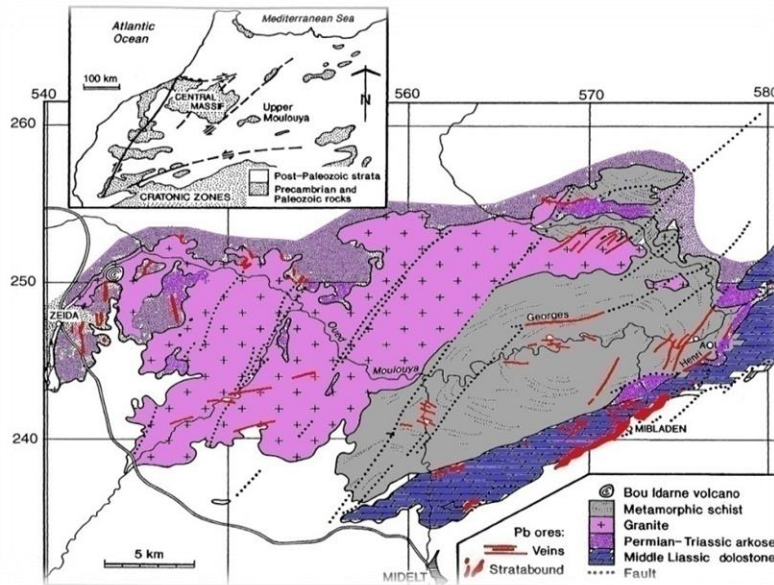 Atlantic
Ocean
Mediterranean Sea
100 km
CENTRAL
MASSIF
Upper
Moulouya
N
CRATONIC ZONES
Post-Paleozoic strata
Precambrian and
Paleozoic rocks
540
560
570
580
260
250
240
ZEIDA
Oued
Moulouya
Georges
Henri
MIBLADEN
5 km
MIDELT
Pb ores:
Veins
Stratabound
Bou Idarne volcano
Metamorphic schist
Granite
Permian-Triassic arkose
Middle Liassic dolostone
Fault